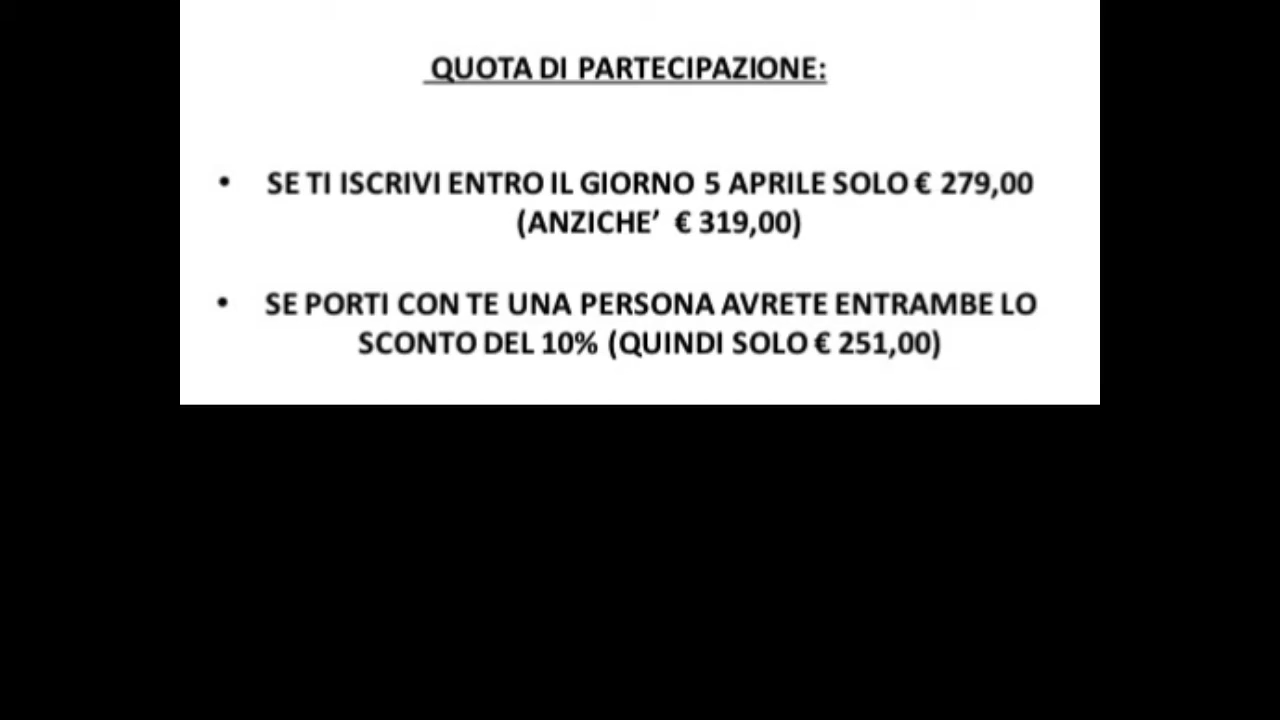 QUOTA DI PARTECIPAZIONE:
• SE TI ISCRIVI ENTRO IL GIORNO 5 APRILE SOLO € 279,00
(ANZICHE’ € 319,00)
• SE PORTI CON TE UNA PERSONA AVRETE ENTRAMBE LO
SCONTO DEL 10% (QUINDI SOLO € 251,00)